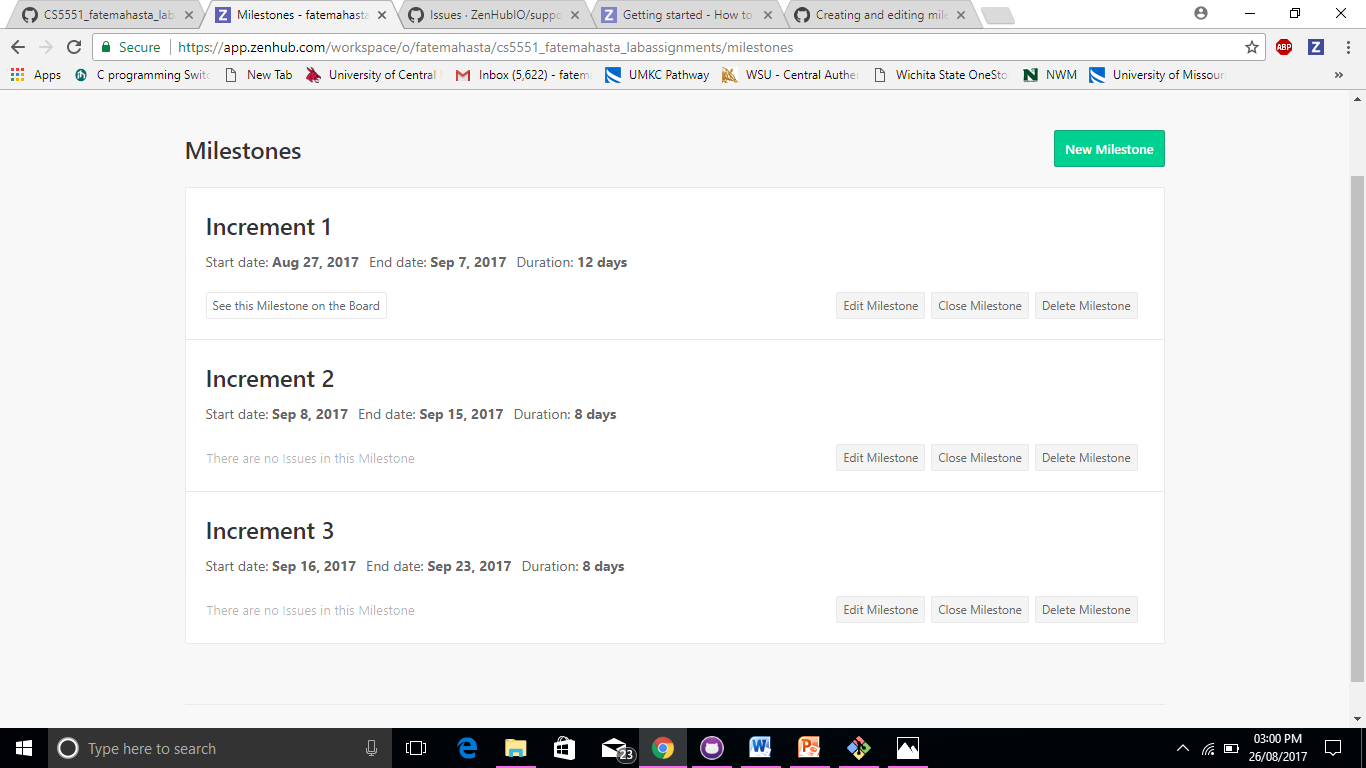 CS5551_fatemahasta_lab
Milestones - fatemahasta
Issues · ZenHubIO/suppo
Getting started - How to
Creating and editing mile
Secure
https://app.zenhub.com/workspace/o/fatemahasta/cs5551_fatemahasta_labassignments/milestones
ABP
Z
Apps
C programming Switc
New Tab
University of Central
Inbox (5,622) - fatema
UMKC Pathway
WSU - Central Authe
Wichita State OneSto
NWM
University of Missour
»
Milestones
New Milestone
Increment 1
Start date: Aug 27, 2017 End date: Sep 7, 2017 Duration: 12 days
See this Milestone on the Board
Edit Milestone
Close Milestone
Delete Milestone
Increment 2
Start date: Sep 8, 2017 End date: Sep 15, 2017 Duration: 8 days
There are no Issues in this Milestone
Edit Milestone
Close Milestone
Delete Milestone
Increment 3
Start date: Sep 16, 2017 End date: Sep 23, 2017 Duration: 8 days
There are no Issues in this Milestone
Edit Milestone
Close Milestone
Delete Milestone
Type here to search
23
03:00 PM
26/08/2017